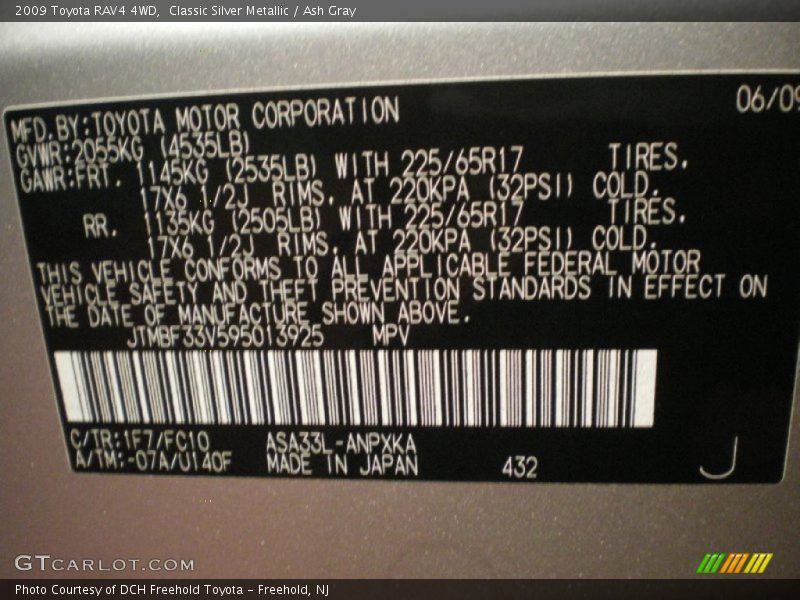 2009 Toyota RAV4 4WD,  Classic Silver Metallic / Ash Gray
06/09
MFD.BY:TOYOTA MOTOR CORPORATION
GVWR:2055KG (4535LB)
GAWR:FRT. 1145KG (2535LB) WITH 225/65R17 TIRES,
17X6 1/2J RIMS, AT 220KPA (32PSI) COLD.
RR. 1135KG (2505LB) WITH 225/65R17 TIRES,
17X6 1/2J RIMS, AT 220KPA (32PSI) COLD.
THIS VEHICLE CONFORMS TO ALL APPLICABLE FEDERAL MOTOR
VEHICLE SAFETY AND THEFT PREVENTION STANDARDS IN EFFECT ON
THE DATE OF MANUFACTURE SHOWN ABOVE.
JTMBF33V595013925 MPV
C/TR:1F7/FC10 ASA33L-ANPXKA
A/TM:-07A/U140F MADE IN JAPAN 432 J
GTCARLOT.COM
Photo Courtesy of DCH Freehold Toyota - Freehold, NJ